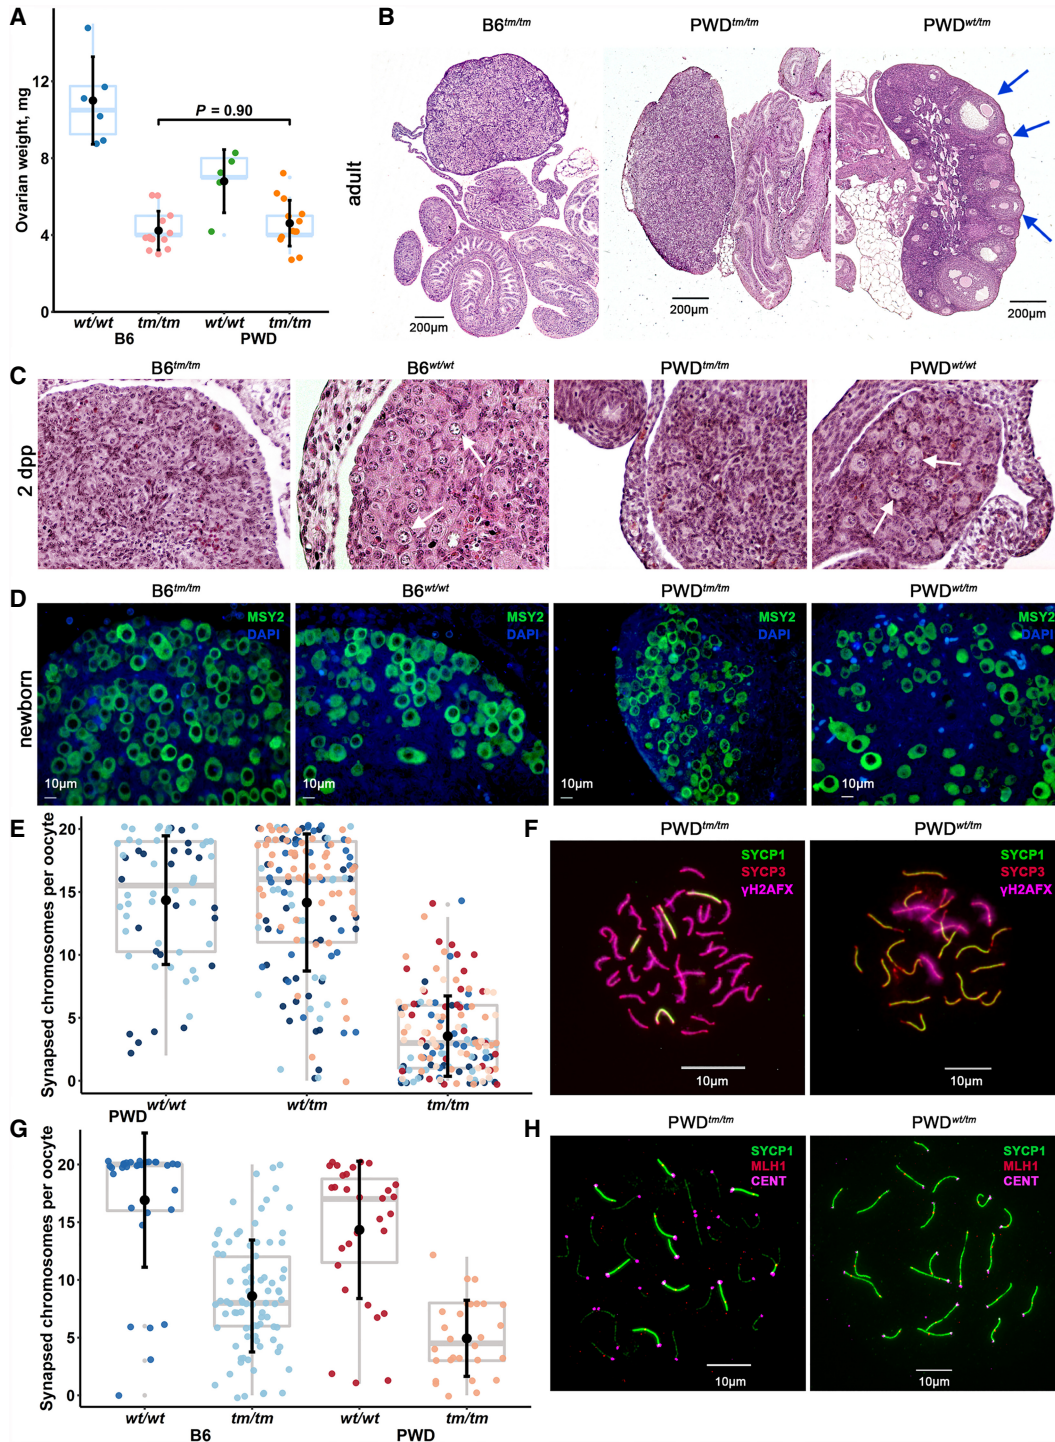 A
Ovarian weight, mg
12
8
4
0
P = 0.90
wt/wt tm/tm wt/wt tm/tm
B6 PWD
B
B6tm/tm PWDtm/tm PWDwt/tm
adult
200µm 200µm 200µm
C
B6tm/tm B6wt/wt PWDtm/tm PWDwt/wt
2 dpp
D
B6tm/tm B6wt/wt PWDtm/tm PWDwt/tm
newborn
MSY2 MSY2 MSY2 MSY2
DAPI DAPI DAPI DAPI
10µm 10µm 10µm 10µm
E
Synapsed chromosomes per oocyte
20
15
10
5
0
wt/wt wt/tm tm/tm
PWD
F
PWDtm/tm PWDwt/tm
SYCP1 SYCP1
SYCP3 SYCP3
γH2AFX γH2AFX
10µm 10µm
G
Synapsed chromosomes per oocyte
20
15
10
5
0
wt/wt tm/tm wt/wt tm/tm
B6 PWD
H
PWDtm/tm PWDwt/tm
SYCP1 SYCP1
MLH1 MLH1
CENT CENT
10µm 10µm